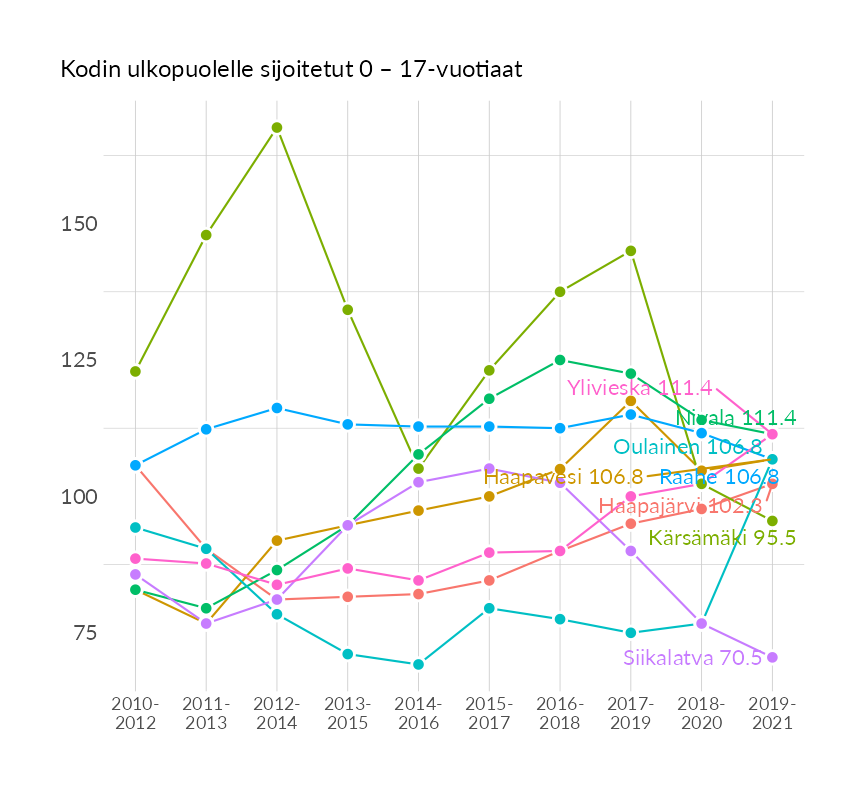 Kodin ulkopuolelle sijoitetut 0 – 17-vuotiaat
150
125
100
75
Ylivieska 111.4
Nivala 111.4
Oulainen 106.8
Haapavesi 106.8
Raahe 106.8
Haapajärvi 102.3
Kärsämäki 95.5
Siikalatva 70.5
2010- 2011- 2012- 2013- 2014- 2015- 2016- 2017- 2018- 2019-
2012 2013 2014 2015 2016 2017 2018 2019 2020 2021